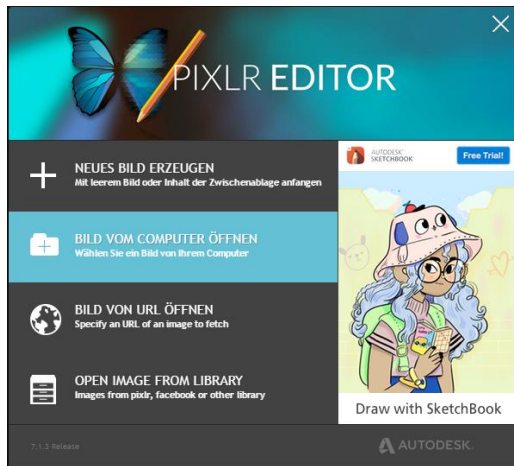 PIXLR EDITOR
AUTODESK
SKETCHBOOK
Free Trial!
NEUES BILD ERZEUGEN
Mit leerem Bild oder Inhalt der Zwischenablage anfangen
BILD VOM COMPUTER ÖFFNEN
Wählen Sie ein Bild von Ihrem Computer
BILD VON URL ÖFFNEN
Specify an URL of an image to fetch
OPEN IMAGE FROM LIBRARY
Images from pixlr, facebook or other library
Draw with SketchBook
7.1.3 Release
AUTODESK.